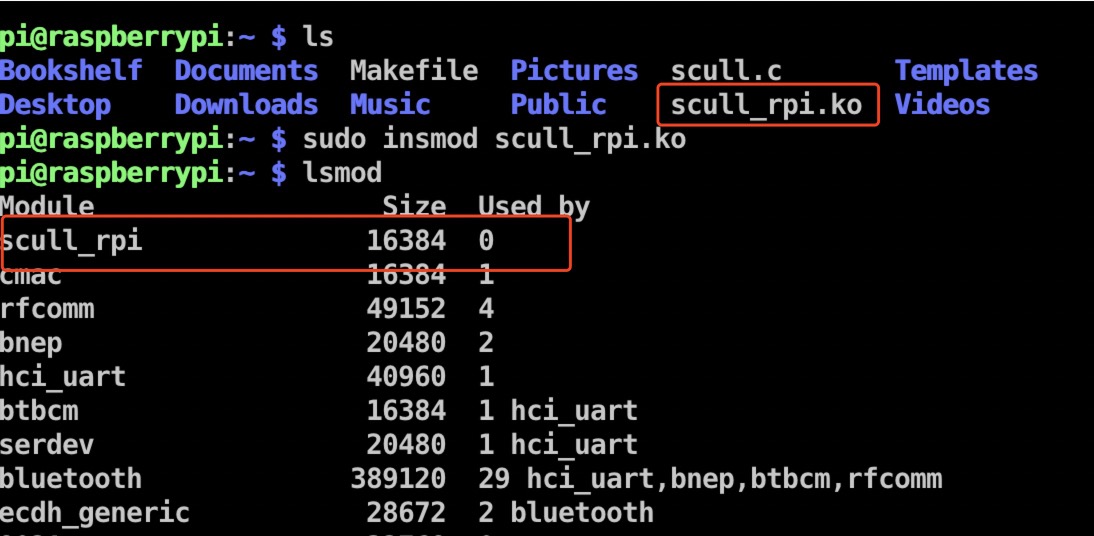 pi@raspberrypi:~ $ ls
Bookshelf  Documents  Makefile  Pictures  scull.c       Templates
Desktop    Downloads  Music     Public    scull_rpi.ko  Videos
pi@raspberrypi:~ $ sudo insmod scull_rpi.ko
pi@raspberrypi:~ $ lsmod
Module                  Size  Used by
scull_rpi              16384  0
cmac                   16384  1
rfcomm                 49152  4
bnep                   20480  2
hci_uart               40960  1
btbcm                  16384  1 hci_uart
serdev                 20480  1 hci_uart
bluetooth             389120  29 hci_uart,bnep,btbcm,rfcomm
ecdh_generic           28672  2 bluetooth